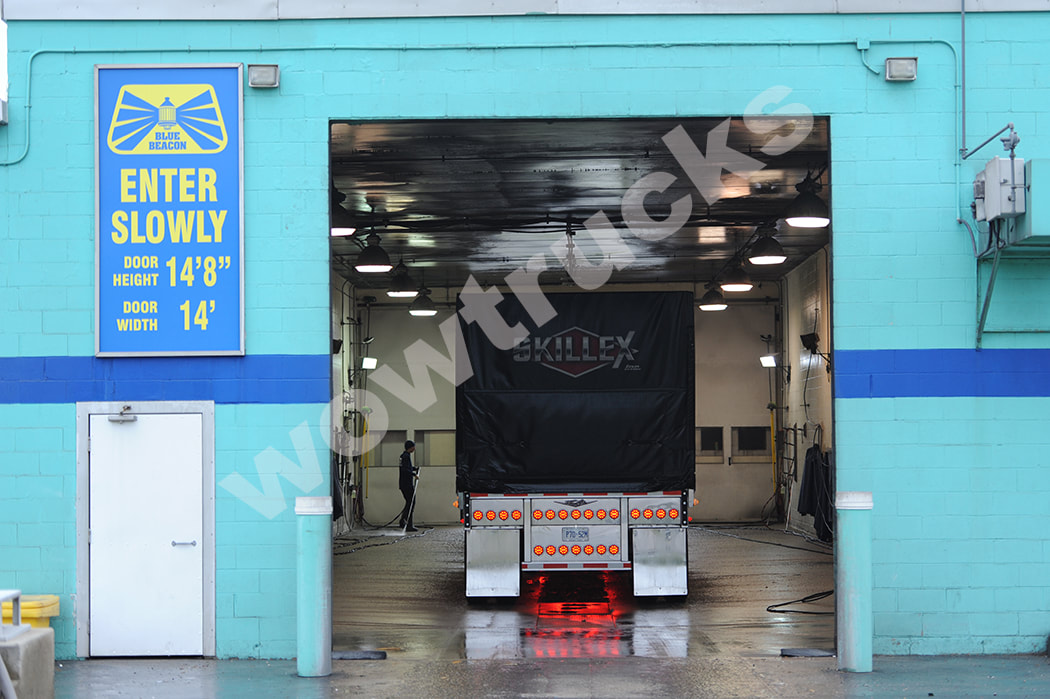 BLUE
BEACON
ENTER
SLOWLY
DOOR
HEIGHT 14'8"
DOOR
WIDTH 14'
SKILLEX
wowtrucks